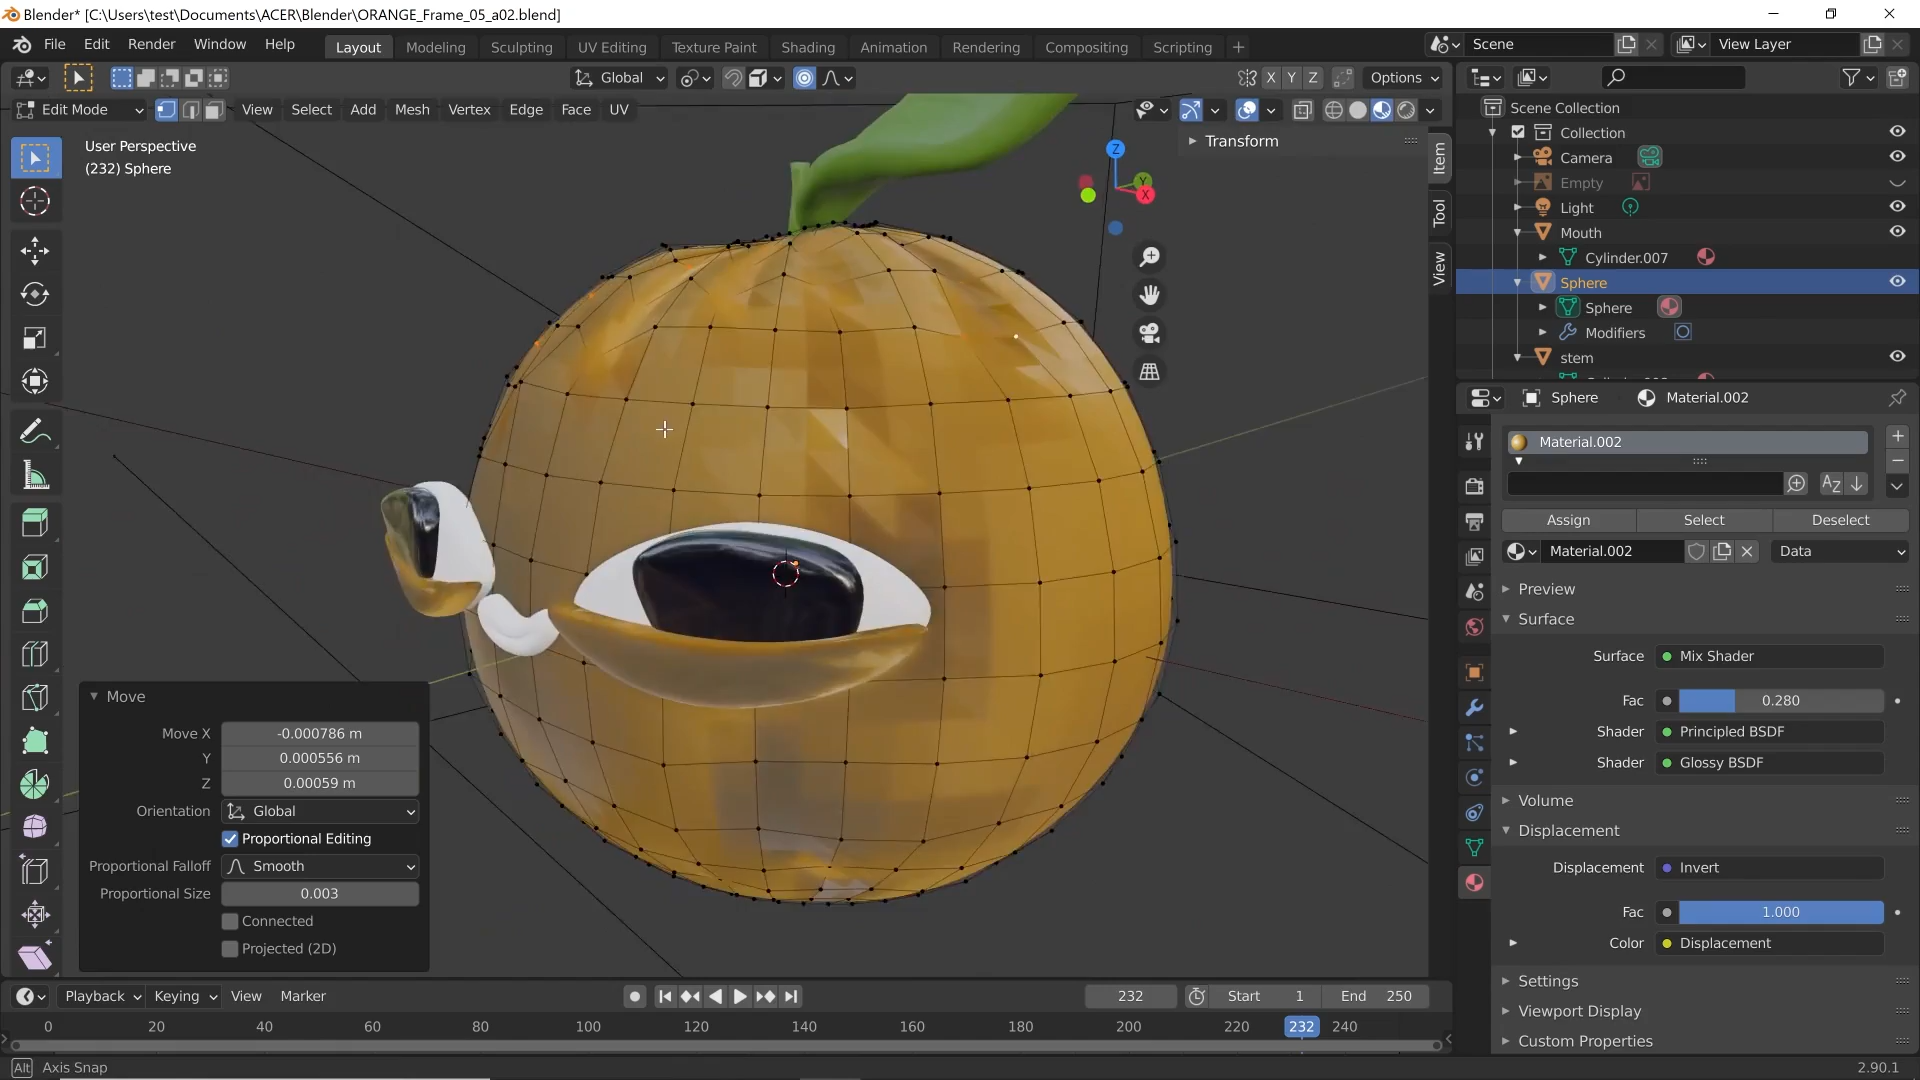 Blender* [C:\Users\test\Documents\ACER\Blender\ORANGE_Frame_05_a02.blend]
File Edit Render Window Help Layout Modeling Sculpting UV Editing Texture Paint Shading Animation Rendering Compositing Scripting + Scene View Layer
Global X Y Z Options
Edit Mode View Select Add Mesh Vertex Edge Face UV
User Perspective
(232) Sphere
Transform
Item
Tool
View
Z
Y
X
Scene Collection
Collection
Camera
Empty
Light
Mouth
Cylinder.007
Sphere
Sphere
Modifiers
stem
Sphere Material.002
Material.002
Assign Select Deselect
Material.002 Data
Preview
Surface
Surface Mix Shader
Fac 0.280
Shader Principled BSDF
Shader Glossy BSDF
Volume
Displacement
Displacement Invert
Fac 1.000
Color Displacement
Settings
Viewport Display
Custom Properties
Move
Move X -0.000786 m
Y 0.000556 m
Z 0.00059 m
Orientation Global
Proportional Editing
Proportional Falloff Smooth
Proportional Size 0.003
Connected
Projected (2D)
Playback Keying View Marker 232 Start 1 End 250
0 20 40 60 80 100 120 140 160 180 200 220 232 240
Alt Axis Snap 2.90.1